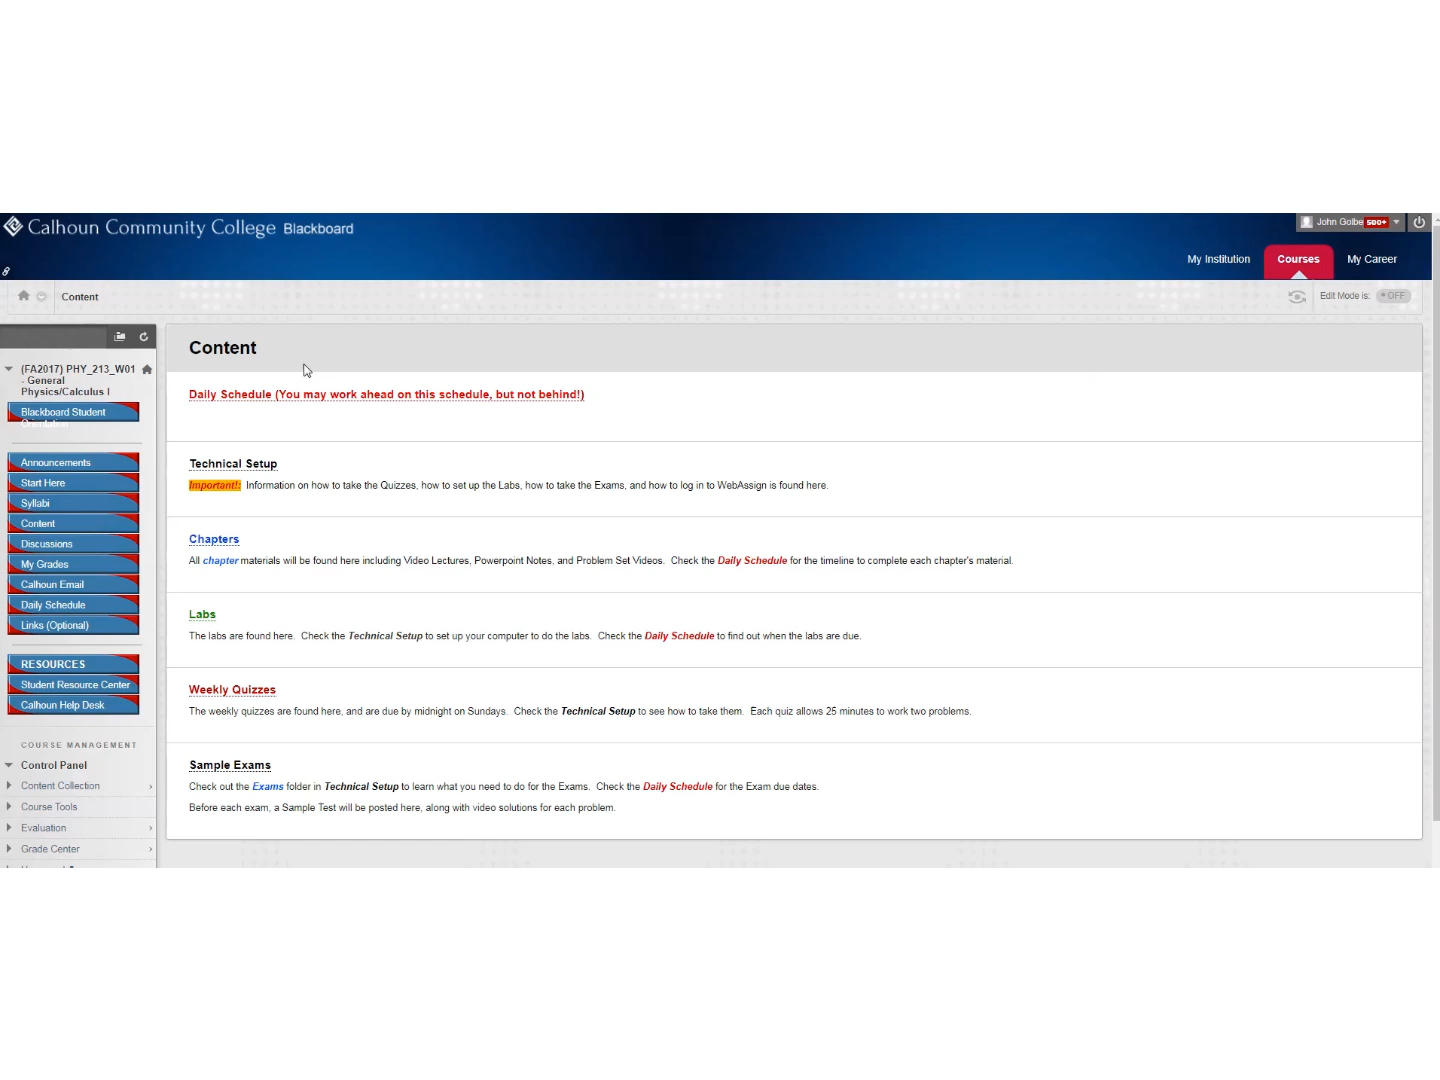 Calhoun Community College Blackboard
John Golbe 500+
My Institution
Courses
My Career
Content
Edit Mode is: OFF
(FA2017) PHY_213_W01
- General
Physics/Calculus I
Blackboard Student
Orientation
Announcements
Start Here
Syllabi
Content
Discussions
My Grades
Calhoun Email
Daily Schedule
Links (Optional)
RESOURCES
Student Resource Center
Calhoun Help Desk
COURSE MANAGEMENT
Control Panel
Content Collection
Course Tools
Evaluation
Grade Center
Content
Daily Schedule (You may work ahead on this schedule, but not behind!)
Technical Setup
Important!: Information on how to take the Quizzes, how to set up the Labs, how to take the Exams, and how to log in to WebAssign is found here.
Chapters
All chapter materials will be found here including Video Lectures, Powerpoint Notes, and Problem Set Videos. Check the Daily Schedule for the timeline to complete each chapter's material.
Labs
The labs are found here. Check the Technical Setup to set up your computer to do the labs. Check the Daily Schedule to find out when the labs are due.
Weekly Quizzes
The weekly quizzes are found here, and are due by midnight on Sundays. Check the Technical Setup to see how to take them. Each quiz allows 25 minutes to work two problems.
Sample Exams
Check out the Exams folder in Technical Setup to learn what you need to do for the Exams. Check the Daily Schedule for the Exam due dates.
Before each exam, a Sample Test will be posted here, along with video solutions for each problem.